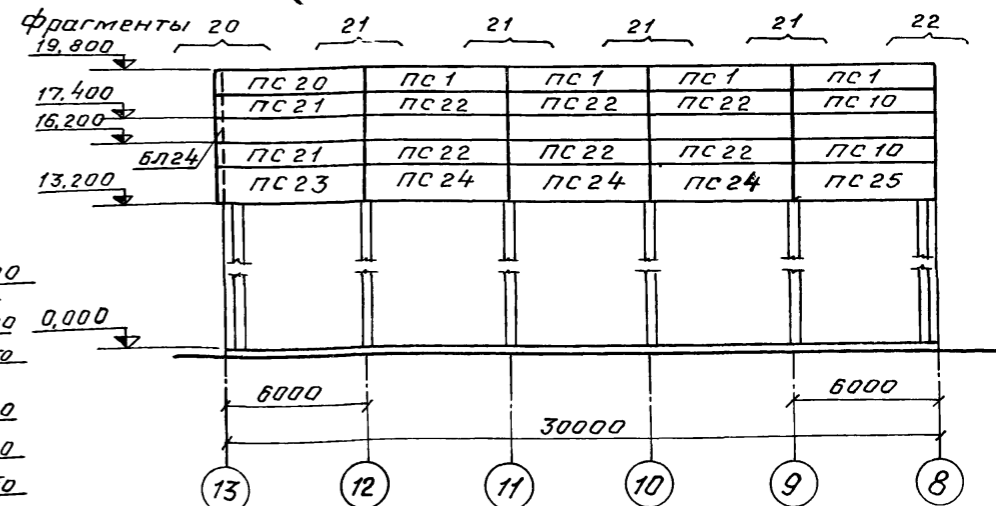 фрагменты 20 21 21 21 21 22
19,800
ПС 20 ПС 1 ПС 1 ПС 1 ПС 1
17.400
ПС 21 ПС 22 ПС 22 ПС 22 ПС 10
16,200
БЛ24
ПС 21 ПС 22 ПС 22 ПС 22 ПС 10
13,200
ПС 23 ПС 24 ПС 24 ПС 24 ПС 25
0,000
6000 6000
30000
13 12 11 10 9 8